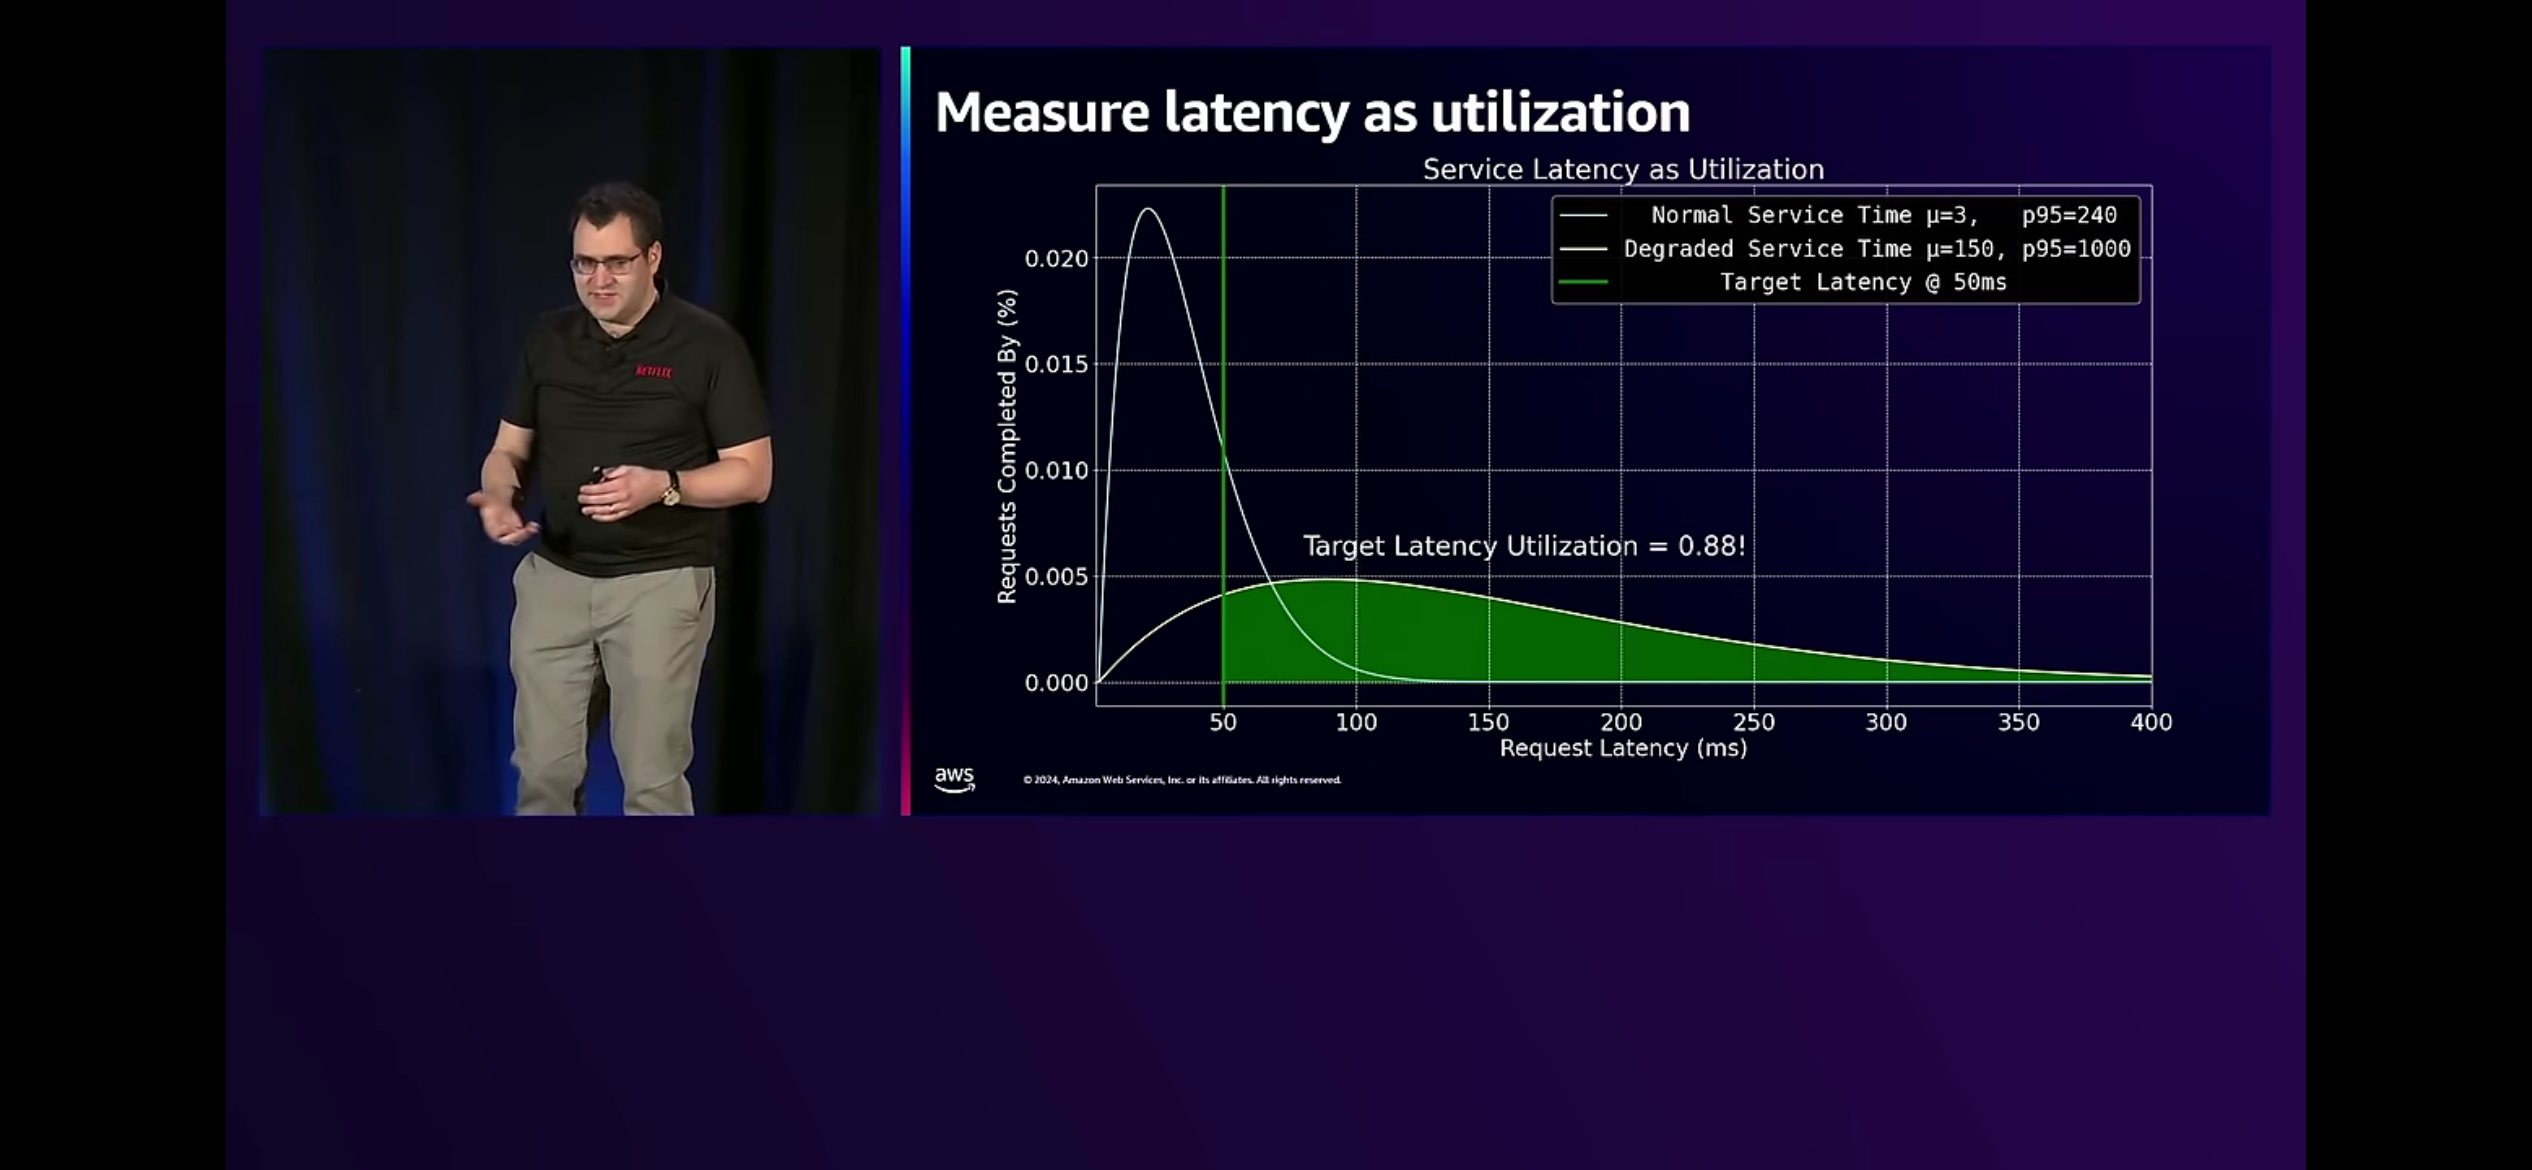 Measure latency as utilization
Service Latency as Utilization
Normal Service Time μ=3, p95=240
Degraded Service Time μ=150, p95=1000
Target Latency @ 50ms
Requests Completed By (%)
0.020
0.015
0.010
0.005
0.000
Target Latency Utilization = 0.88!
50 100 150 200 250 300 350 400
Request Latency (ms)
NETFLIX
aws
© 2024, Amazon Web Services, Inc. or its affiliates. All rights reserved.